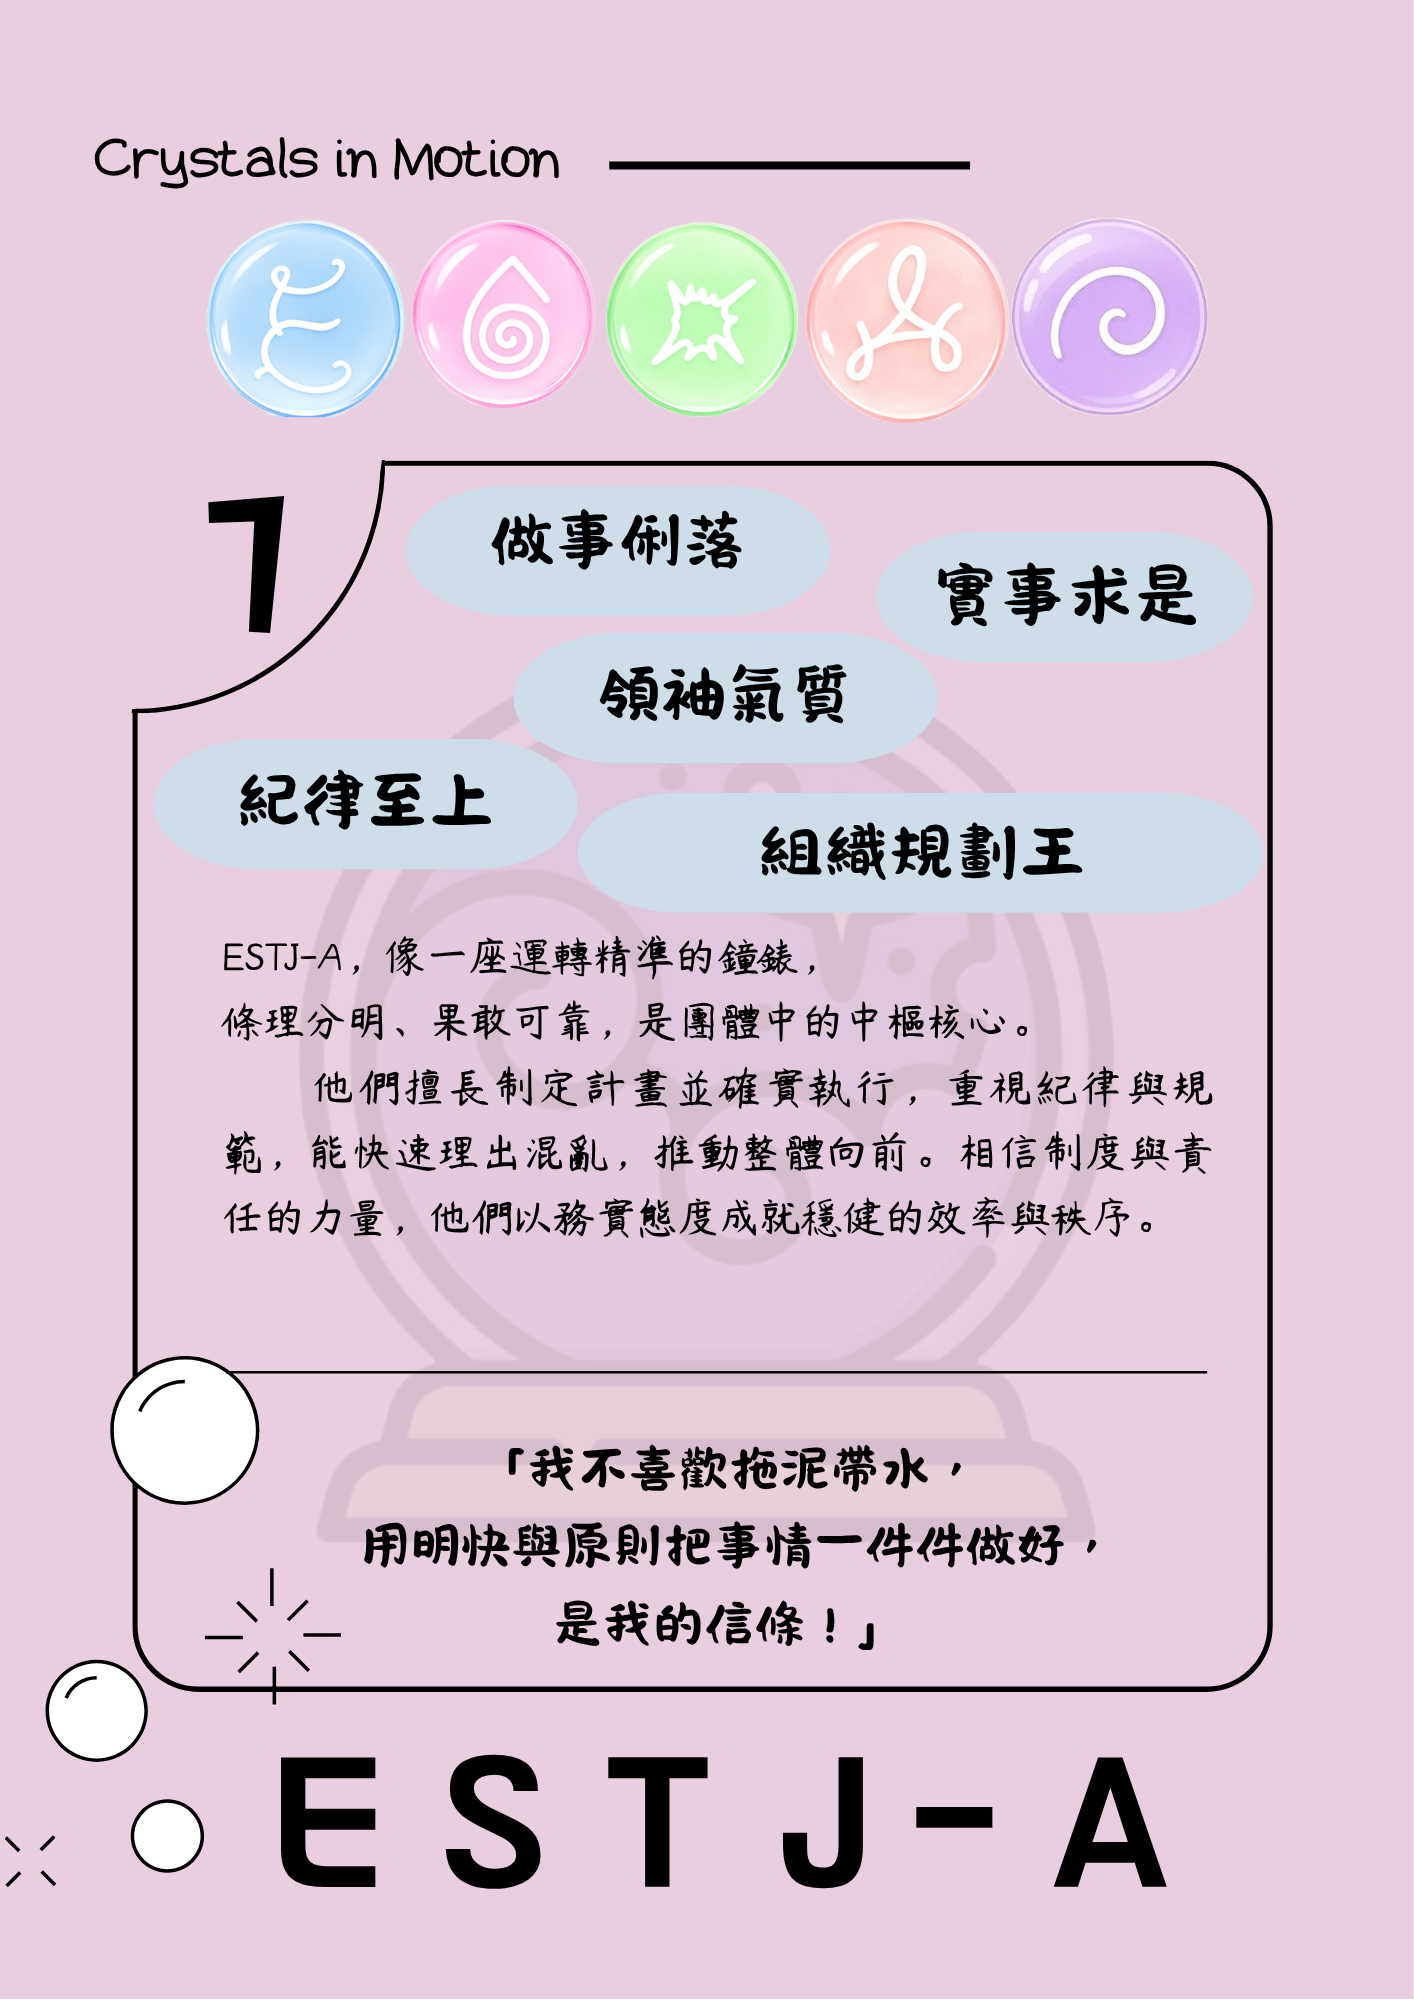 Crystals in Motion
1
做事俐落
實事求是
領袖氣質
紀律至上
組織規劃王
ESTJ-A，像一座運轉精準的鐘錶，
條理分明、果敢可靠，是團體中的中樞核心。
他們擅長制定計畫並確實執行，重視紀律與規
範，能快速理出混亂，推動整體向前。相信制度與責
任的力量，他們以務實態度成就穩健的效率與秩序。
「我不喜歡拖泥帶水，
用明快與原則把事情一件件做好，
是我的信條！」
ESTJ-A